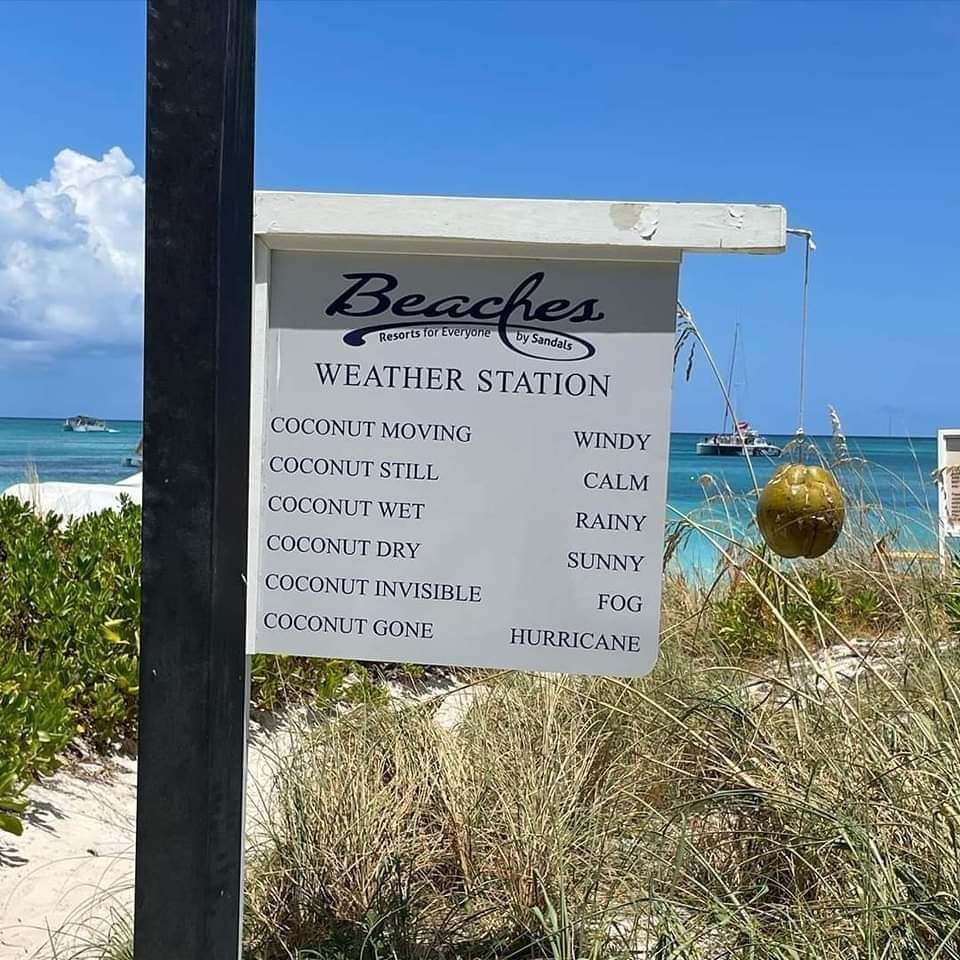 Beaches
Resorts for Everyone by Sandals
WEATHER STATION
COCONUT MOVING WINDY
COCONUT STILL CALM
COCONUT WET RAINY
COCONUT DRY SUNNY
COCONUT INVISIBLE FOG
COCONUT GONE HURRICANE